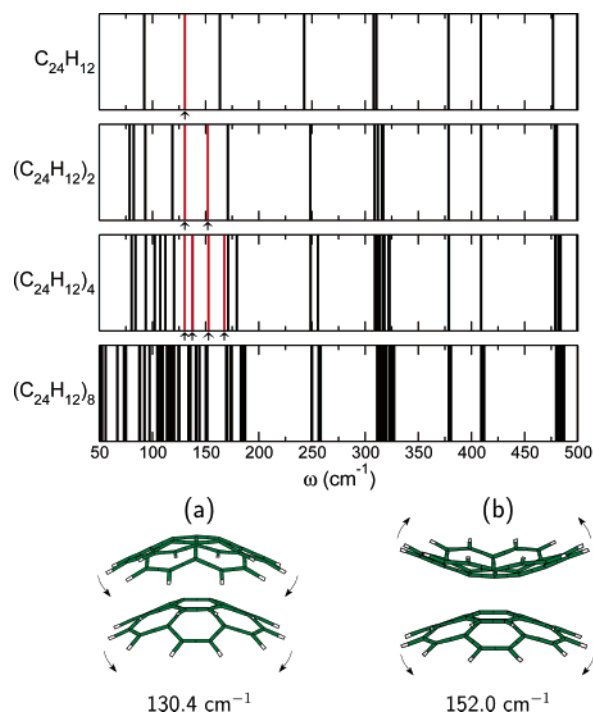 C₂₄H₁₂
(C₂₄H₁₂)₂
(C₂₄H₁₂)₄
(C₂₄H₁₂)₈
50 100 150 200 250 300 350 400 450 500
ω (cm⁻¹)
(a) (b)
130.4 cm⁻¹ 152.0 cm⁻¹